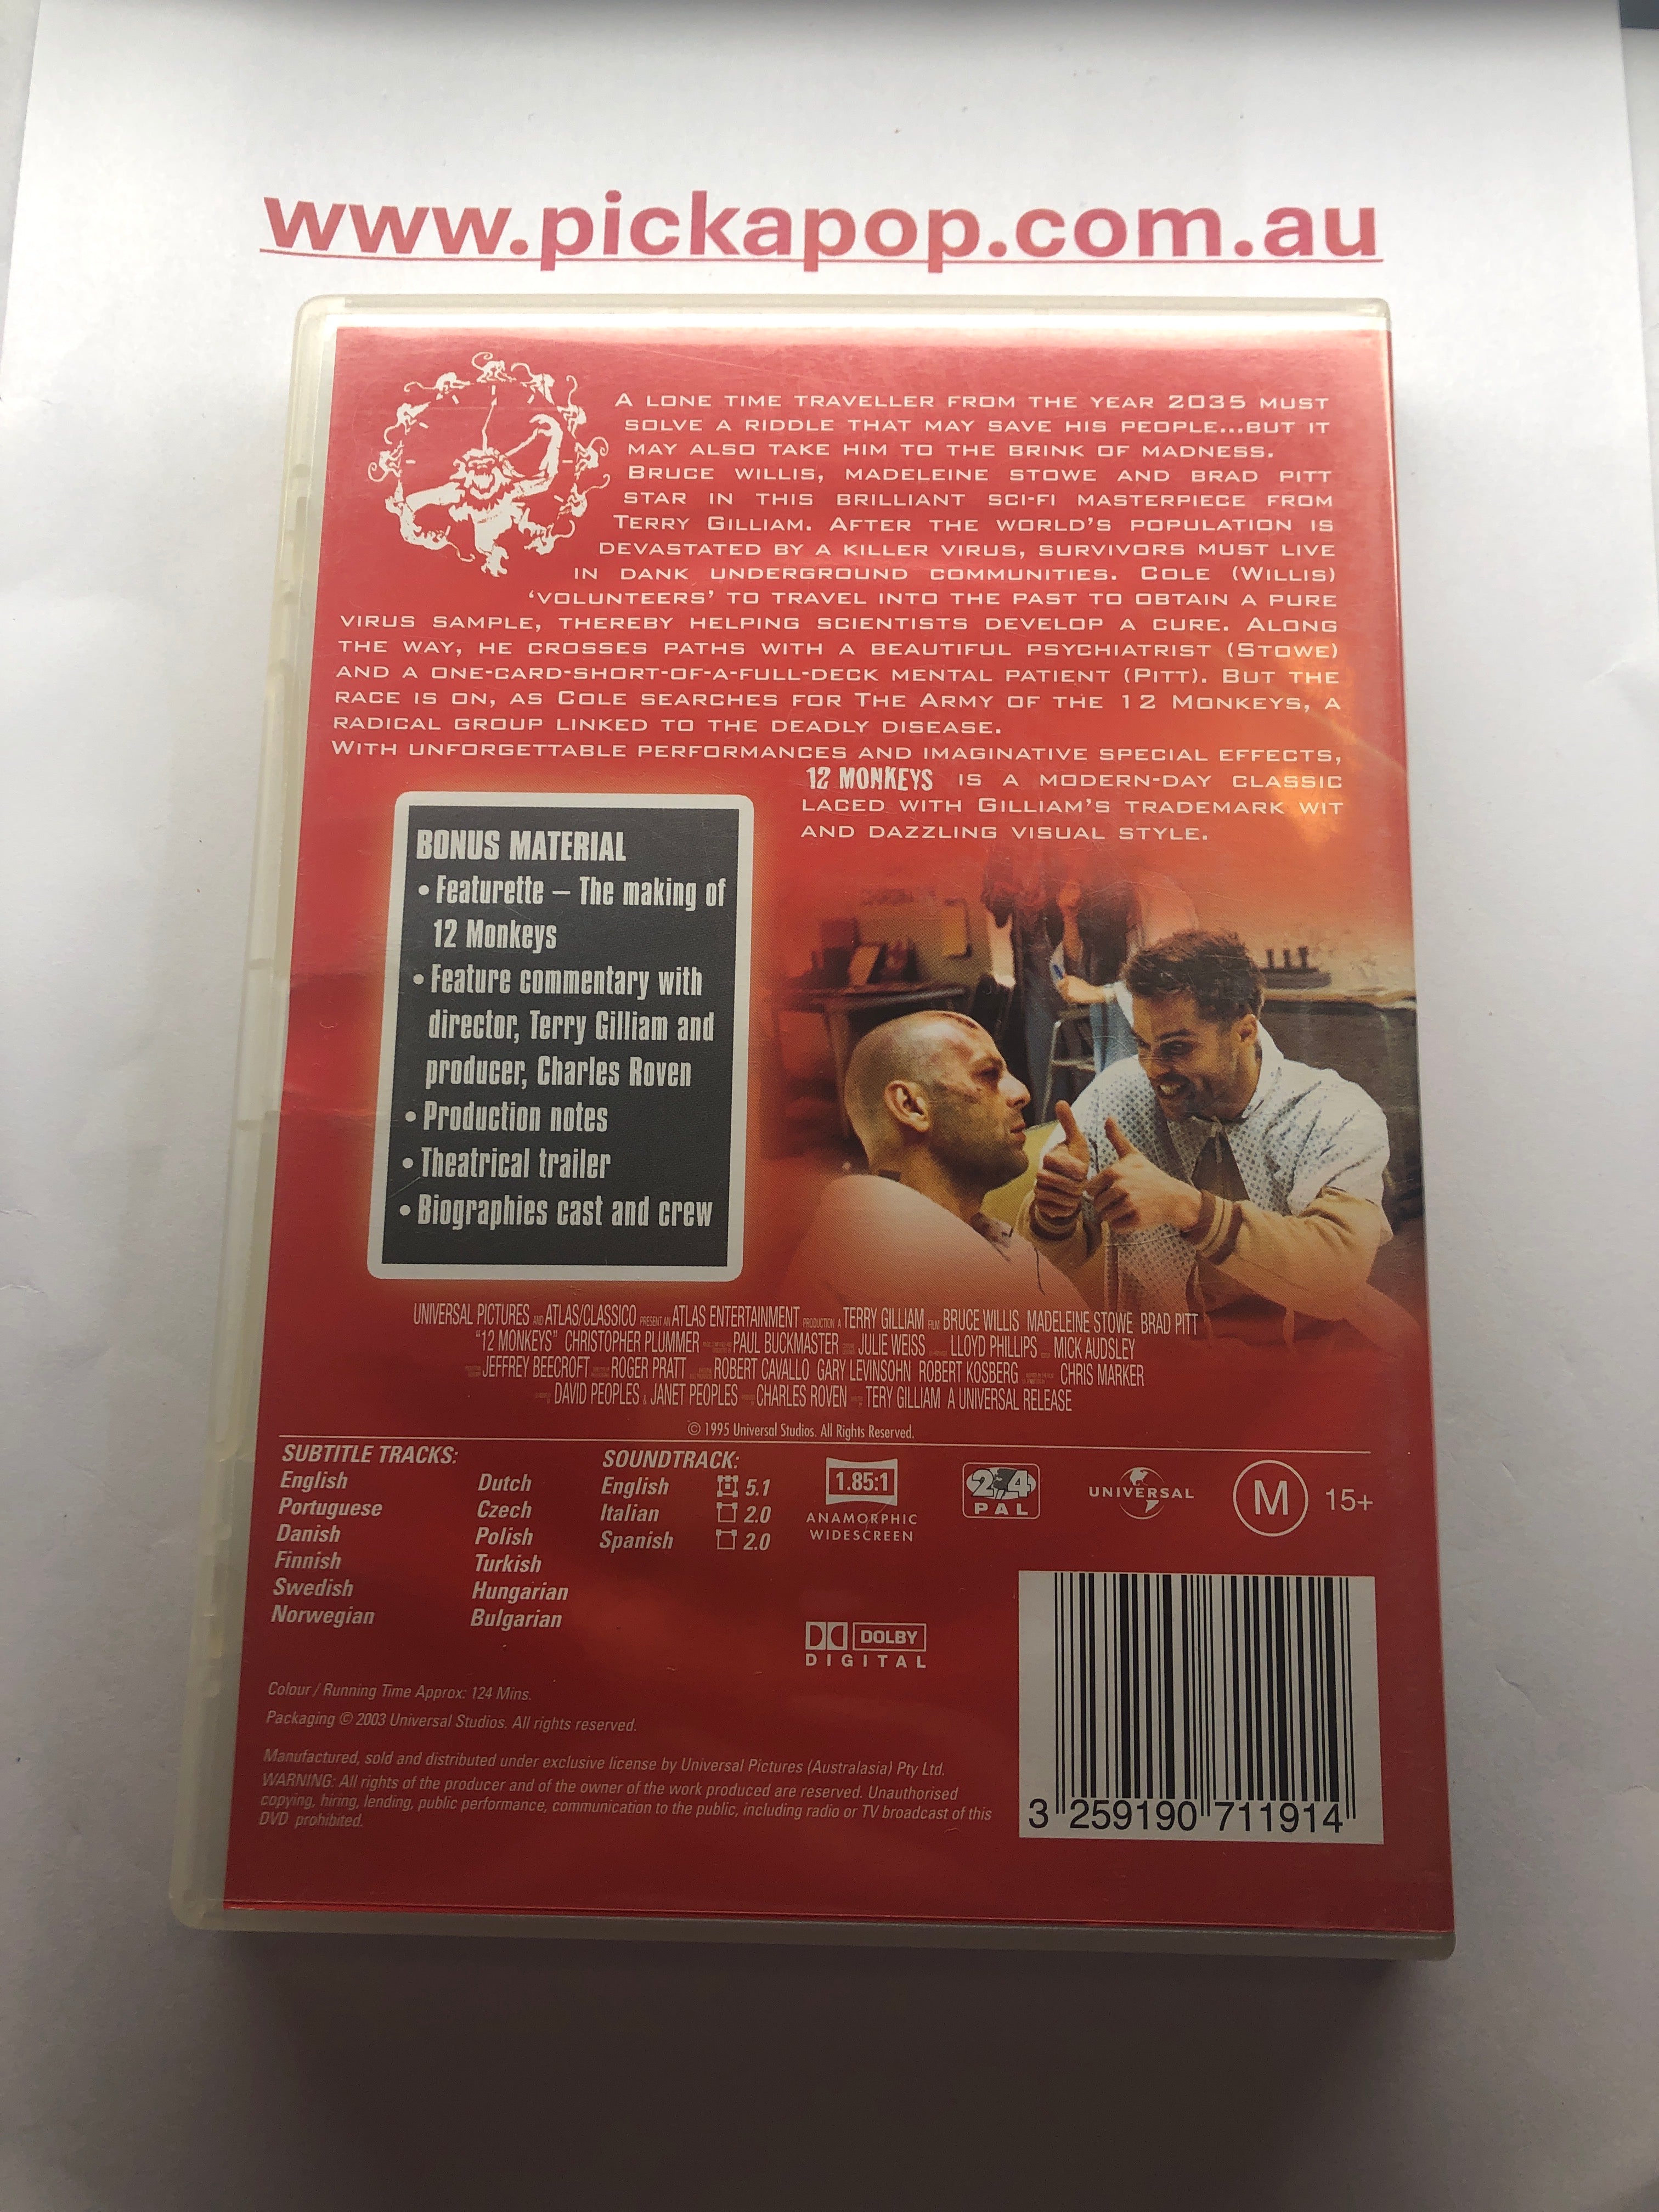 www.pickapop.com.au
A LONE TIME TRAVELLER FROM THE YEAR 2035 MUST
SOLVE A RIDDLE THAT MAY SAVE HIS PEOPLE...BUT IT
MAY ALSO TAKE HIM TO THE BRINK OF MADNESS.
BRUCE WILLIS, MADELEINE STOWE AND BRAD PITT
STAR IN THIS BRILLIANT SCI-FI MASTERPIECE FROM
TERRY GILLIAM. AFTER THE WORLD'S POPULATION IS
DEVASTATED BY A KILLER VIRUS, SURVIVORS MUST LIVE
IN DANK UNDERGROUND COMMUNITIES. COLE (WILLIS)
'VOLUNTEERS' TO TRAVEL INTO THE PAST TO OBTAIN A PURE
VIRUS SAMPLE, THEREBY HELPING SCIENTISTS DEVELOP A CURE. ALONG
THE WAY, HE CROSSES PATHS WITH A BEAUTIFUL PSYCHIATRIST (STOWE)
AND A ONE-CARD-SHORT-OF-A-FULL-DECK MENTAL PATIENT (PITT). BUT THE
RACE IS ON, AS COLE SEARCHES FOR THE ARMY OF THE 12 MONKEYS, A
RADICAL GROUP LINKED TO THE DEADLY DISEASE.
WITH UNFORGETTABLE PERFORMANCES AND IMAGINATIVE SPECIAL EFFECTS,
12 MONKEYS IS A MODERN-DAY CLASSIC
LACED WITH GILLIAM'S TRADEMARK WIT
AND DAZZLING VISUAL STYLE.
BONUS MATERIAL
• Featurette – The making of
12 Monkeys
• Feature commentary with
director, Terry Gilliam and
producer, Charles Roven
• Production notes
• Theatrical trailer
• Biographies cast and crew
UNIVERSAL PICTURES AND ATLAS/CLASSICO PRESENT AN ATLAS ENTERTAINMENT PRODUCTION A TERRY GILLIAM FILM BRUCE WILLIS MADELEINE STOWE BRAD PITT
"12 MONKEYS" CHRISTOPHER PLUMMER PAUL BUCKMASTER JULIE WEISS LLOYD PHILLIPS MICK AUDSLEY
JEFFREY BEECROFT ROGER PRATT ROBERT CAVALLO GARY LEVINSOHN ROBERT KOSBERG CHRIS MARKER
DAVID PEOPLES & JANET PEOPLES CHARLES ROVEN TERY GILLIAM A UNIVERSAL RELEASE
© 1995 Universal Studios. All Rights Reserved.
SUBTITLE TRACKS:
English
Portuguese
Danish
Finnish
Swedish
Norwegian
Dutch
Czech
Polish
Turkish
Hungarian
Bulgarian
SOUNDTRACK:
English 5.1
Italian 2.0
Spanish 2.0
1.85:1
ANAMORPHIC
WIDESCREEN
2 4
PAL
UNIVERSAL
M 15+
DOLBY
DIGITAL
Colour / Running Time Approx: 124 Mins.
Packaging © 2003 Universal Studios. All rights reserved.
Manufactured, sold and distributed under exclusive license by Universal Pictures (Australasia) Pty Ltd.
WARNING: All rights of the producer and of the owner of the work produced are reserved. Unauthorised
copying, hiring, lending, public performance, communication to the public, including radio or TV broadcast of this
DVD prohibited.
3 259190 711914